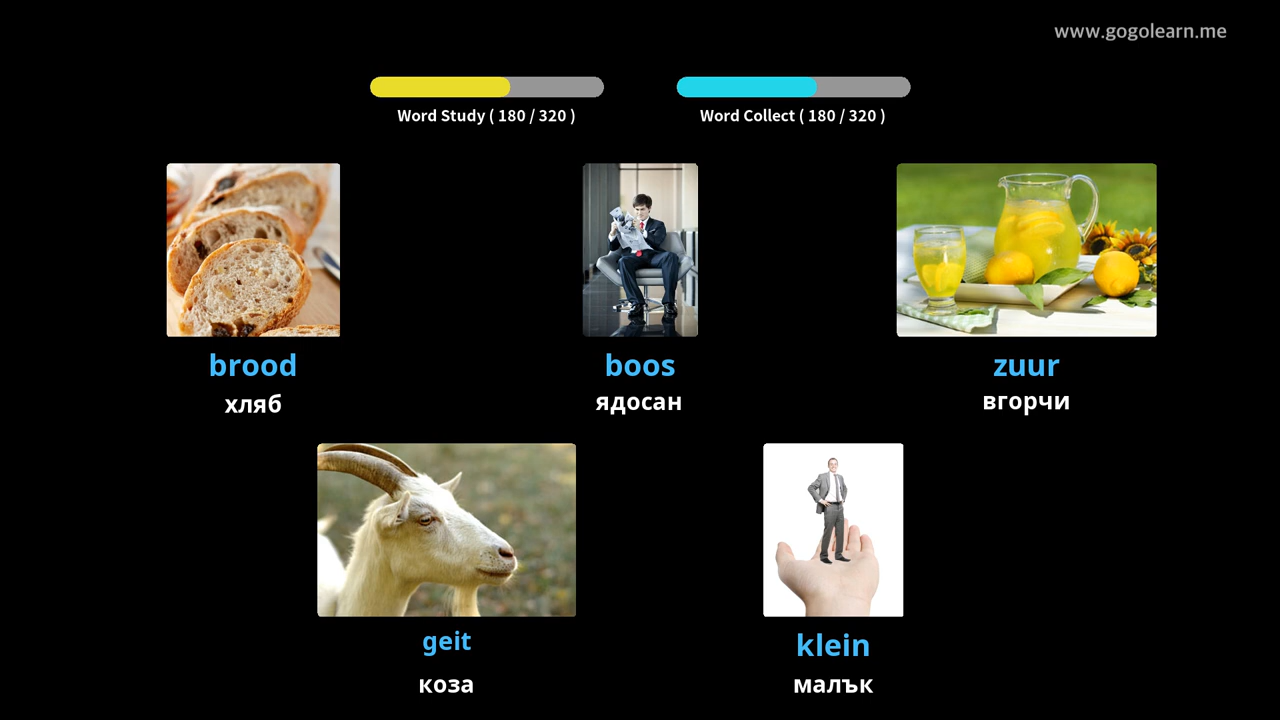 www.gogolearn.me
Word Study ( 180 / 320 )
Word Collect ( 180 / 320 )
brood
хляб
boos
ядосан
zuur
вгорчи
geit
коза
klein
малък